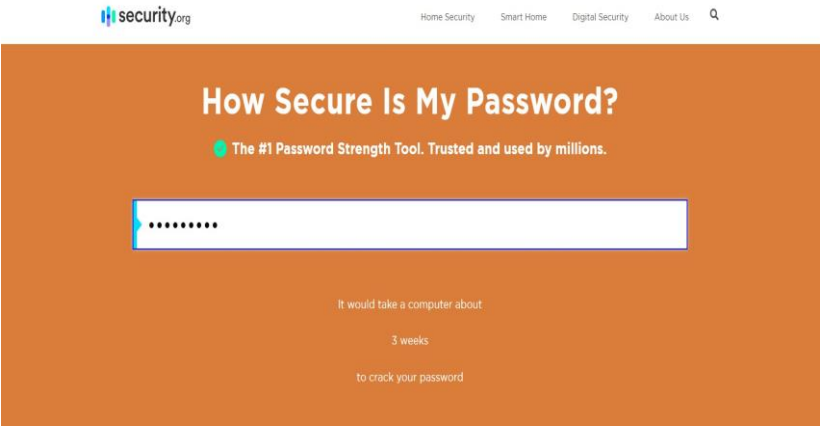 security.org
Home Security Smart Home Digital Security About Us
How Secure Is My Password?
The #1 Password Strength Tool. Trusted and used by millions.
•••••••••
It would take a computer about
3 weeks
to crack your password